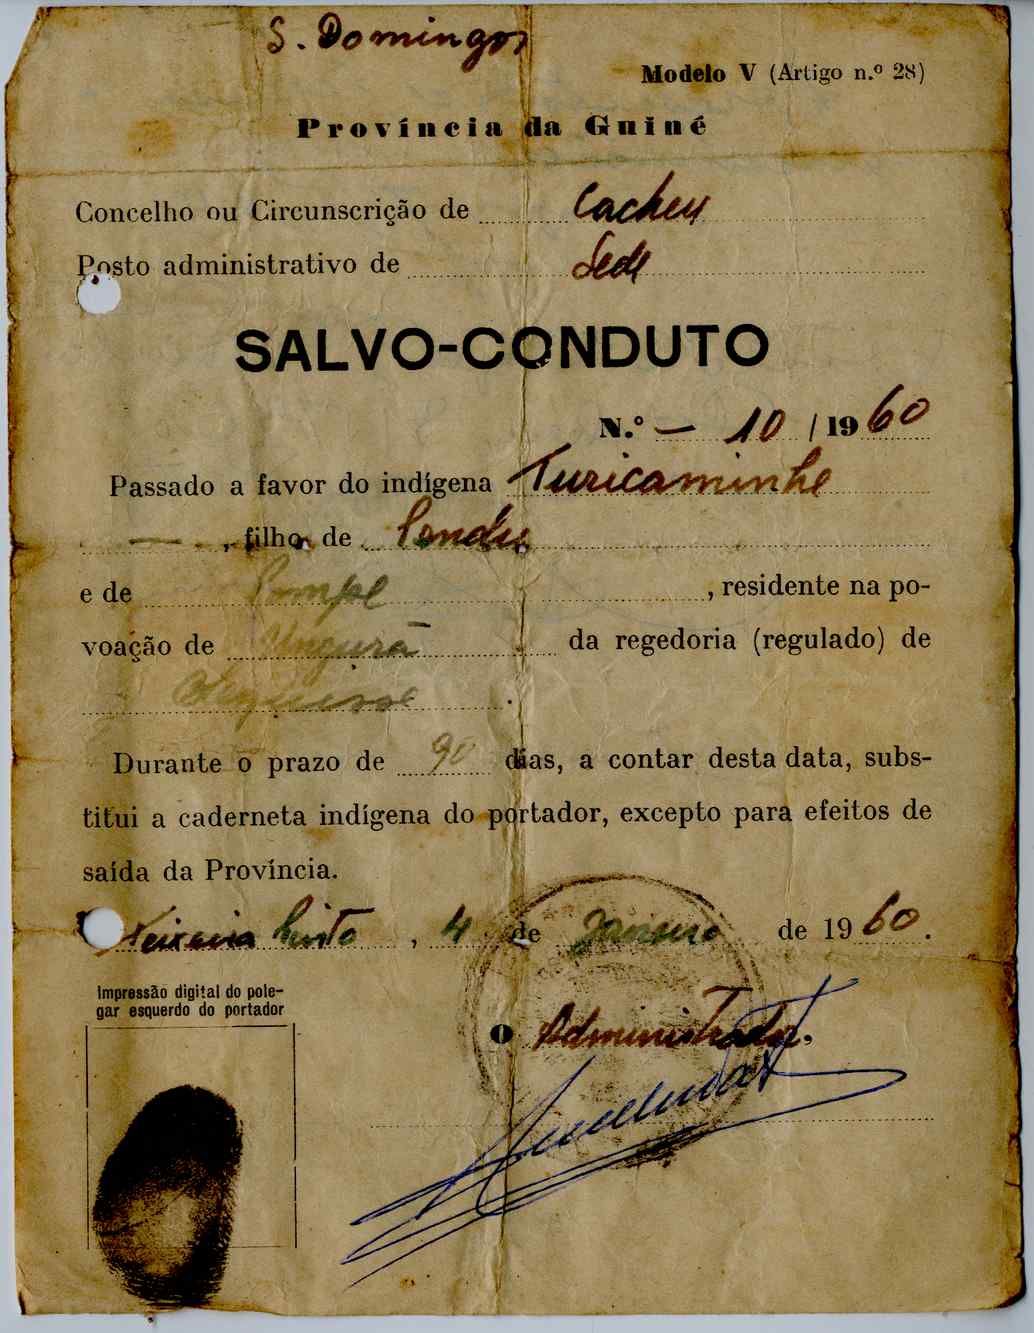 S. Domingos
Modelo V (Artigo n.º 28)
Província da Guiné
Concelho ou Circunscrição de Cacheu
Posto administrativo de Sede
SALVO-CONDUTO
N.º — 10 / 1960
Passado a favor do indígena Turicaminhe
—, filho de
e de , residente na po-
voação de da regedoria (regulado) de
.
Durante o prazo de 90 dias, a contar desta data, subs-
titui a caderneta indígena do portador, excepto para efeitos de
saída da Província.
Teixeira Pinto, 4 de Janeiro de 1960.
Impressão digital do pole-
gar esquerdo do portador
O Administrador,